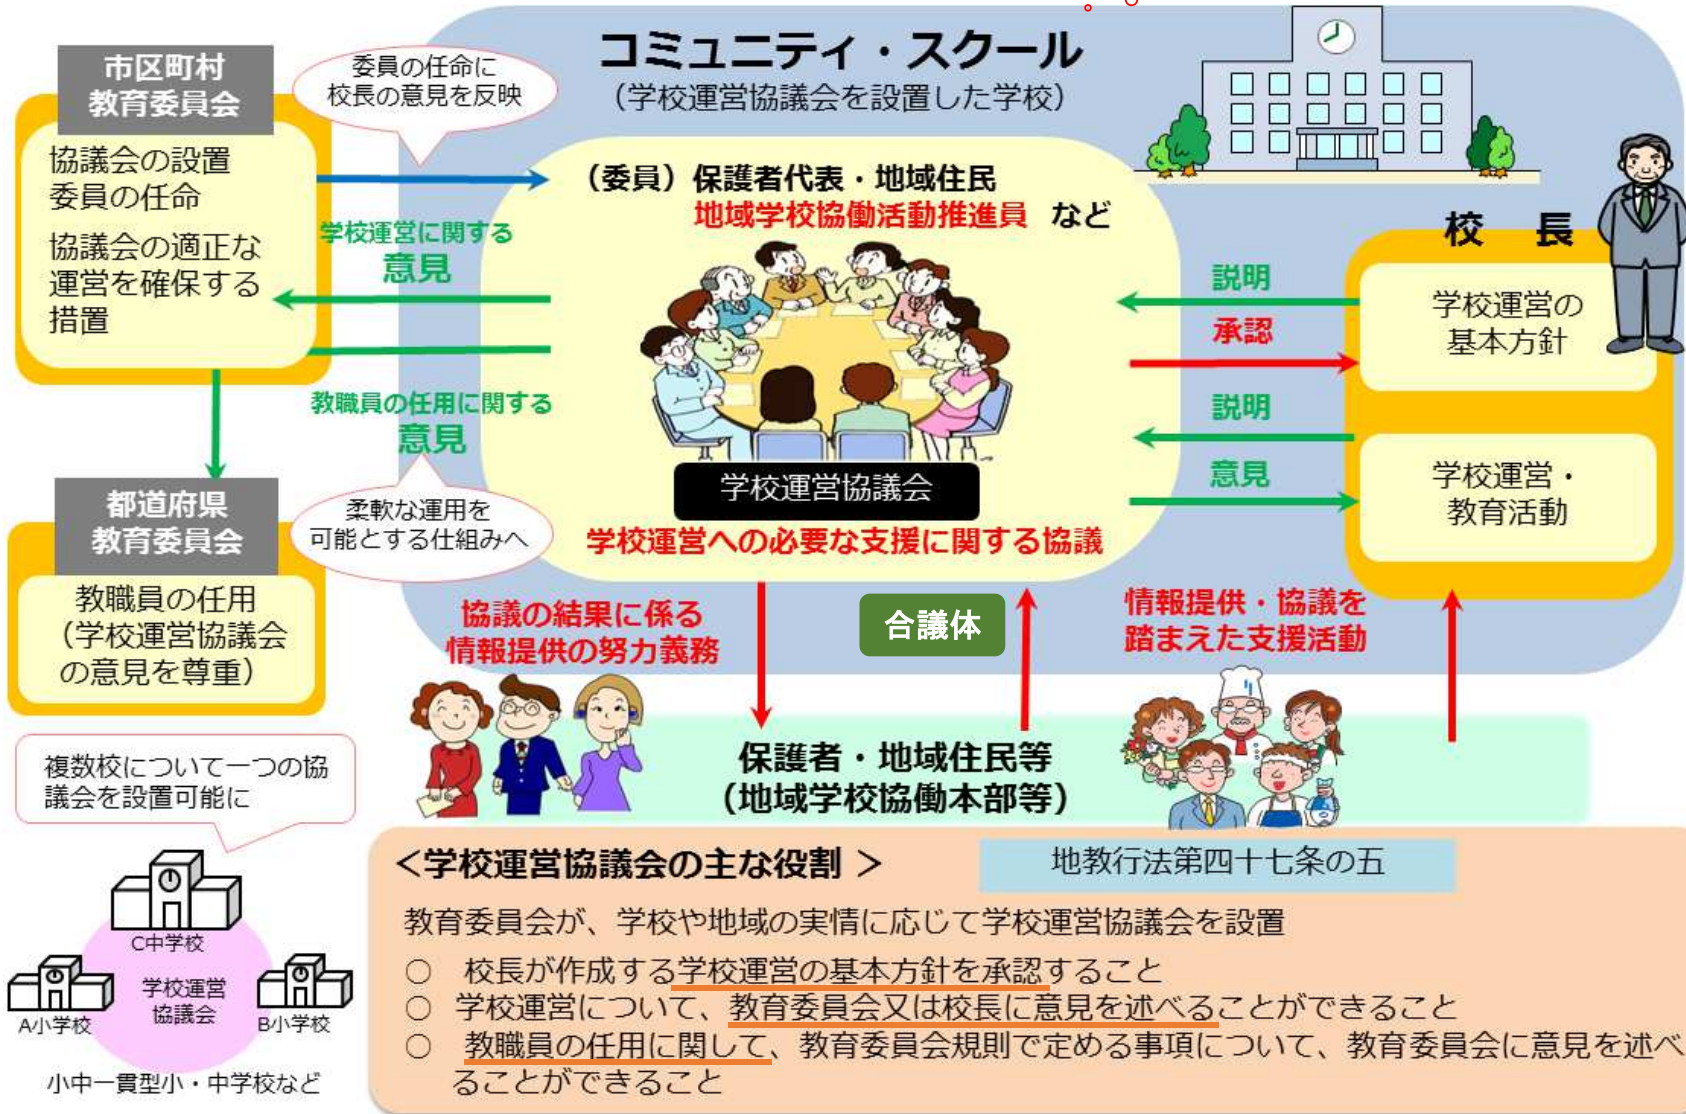 コミュニティ・スクール
（学校運営協議会を設置した学校）
市区町村
教育委員会
協議会の設置
委員の任命
協議会の適正な
運営を確保する
措置
委員の任命に
校長の意見を反映
（委員）保護者代表・地域住民
地域学校協働活動推進員 など
学校運営に関する
意見
教職員の任用に関する
意見
柔軟な運用を
可能とする仕組みへ
学校運営協議会
学校運営への必要な支援に関する協議
校 長
学校運営の
基本方針
説明
承認
説明
意見
学校運営・
教育活動
都道府県
教育委員会
教職員の任用
（学校運営協議会
の意見を尊重）
協議の結果に係る
情報提供の努力義務
合議体
情報提供・協議を
踏まえた支援活動
保護者・地域住民等
（地域学校協働本部等）
複数校について一つの協
議会を設置可能に
C中学校
学校運営
協議会
A小学校
B小学校
小中一貫型小・中学校など
＜学校運営協議会の主な役割 ＞
地教行法第四十七条の五
教育委員会が、学校や地域の実情に応じて学校運営協議会を設置
○ 校長が作成する学校運営の基本方針を承認すること
○ 学校運営について、教育委員会又は校長に意見を述べることができること
○ 教職員の任用に関して、教育委員会規則で定める事項について、教育委員会に意見を述べ
ることができること